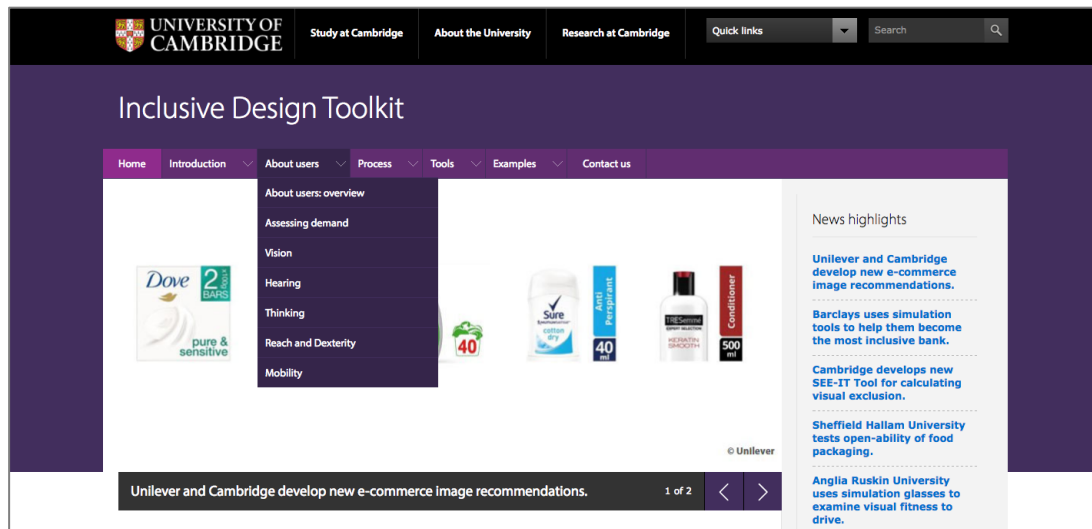 UNIVERSITY OF
CAMBRIDGE
Study at Cambridge
About the University
Research at Cambridge
Quick links
Search
Inclusive Design Toolkit
Home
Introduction
About users
Process
Tools
Examples
Contact us
About users: overview
Assessing demand
Vision
Hearing
Thinking
Reach and Dexterity
Mobility
Dove
2
BARS
pure &
sensitive
40
Sure
cotton
dry
Anti
Perspirant
40
ml
TRESemmé
KERATIN
SMOOTH
Conditioner
500
ml
© Unilever
Unilever and Cambridge develop new e-commerce image recommendations.
1 of 2
News highlights
Unilever and Cambridge
develop new e-commerce
image recommendations.
Barclays uses simulation
tools to help them become
the most inclusive bank.
Cambridge develops new
SEE-IT Tool for calculating
visual exclusion.
Sheffield Hallam University
tests open-ability of food
packaging.
Anglia Ruskin University
uses simulation glasses to
examine visual fitness to
drive.